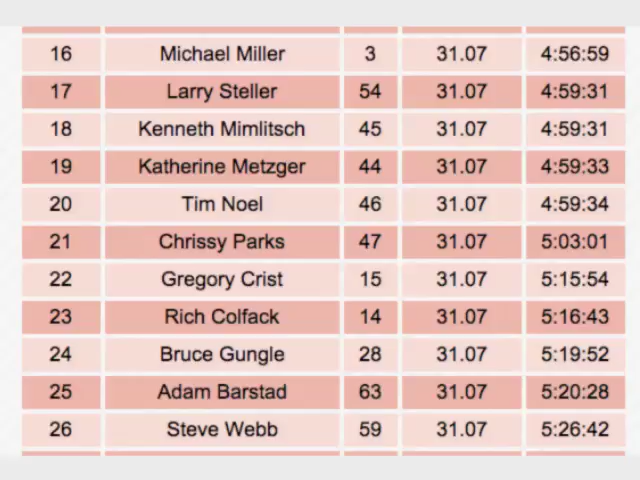 16 Michael Miller 3 31.07 4:56:59
17 Larry Steller 54 31.07 4:59:31
18 Kenneth Mimlitsch 45 31.07 4:59:31
19 Katherine Metzger 44 31.07 4:59:33
20 Tim Noel 46 31.07 4:59:34
21 Chrissy Parks 47 31.07 5:03:01
22 Gregory Crist 15 31.07 5:15:54
23 Rich Colfack 14 31.07 5:16:43
24 Bruce Gungle 28 31.07 5:19:52
25 Adam Barstad 63 31.07 5:20:28
26 Steve Webb 59 31.07 5:26:42